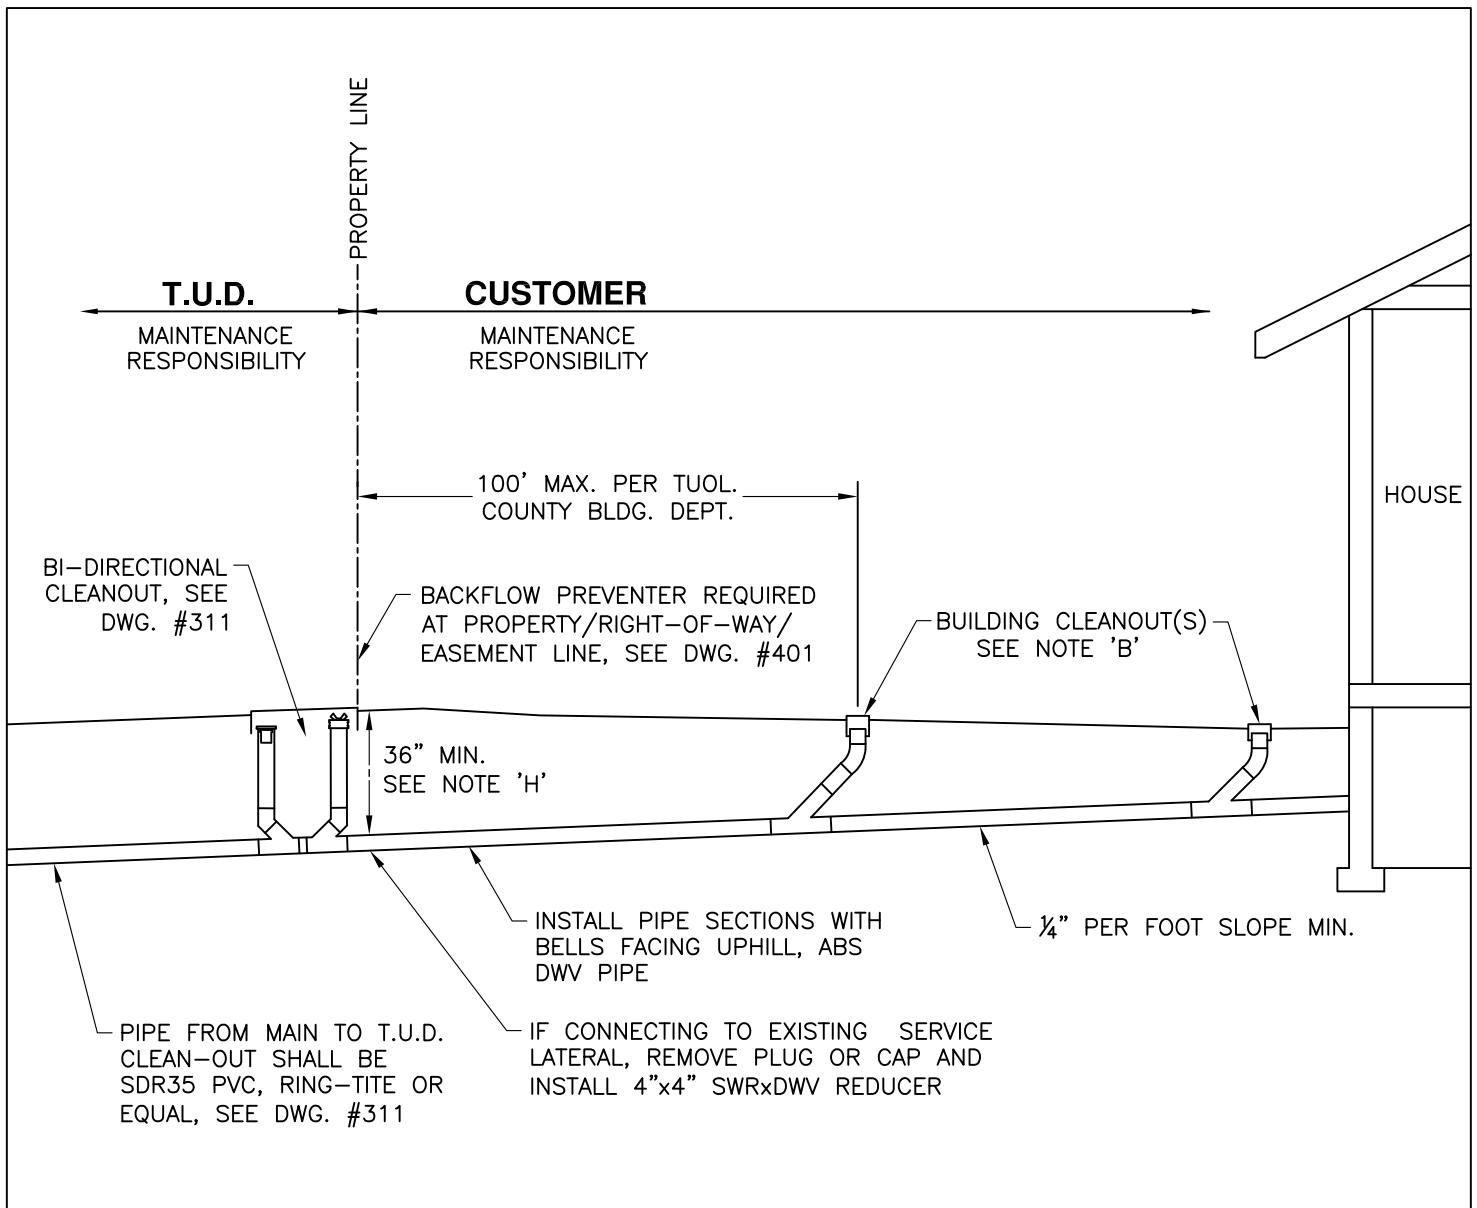 PROPERTY LINE
T.U.D.
MAINTENANCE
RESPONSIBILITY
CUSTOMER
MAINTENANCE
RESPONSIBILITY
100' MAX. PER TUOL.
COUNTY BLDG. DEPT.
HOUSE
BI-DIRECTIONAL
CLEANOUT, SEE
DWG. #311
BACKFLOW PREVENTER REQUIRED
AT PROPERTY/RIGHT-OF-WAY/
EASEMENT LINE, SEE DWG. #401
BUILDING CLEANOUT(S)
SEE NOTE 'B'
36" MIN.
SEE NOTE 'H'
INSTALL PIPE SECTIONS WITH
BELLS FACING UPHILL, ABS
DWV PIPE
¼" PER FOOT SLOPE MIN.
PIPE FROM MAIN TO T.U.D.
CLEAN-OUT SHALL BE
SDR35 PVC, RING-TITE OR
EQUAL, SEE DWG. #311
IF CONNECTING TO EXISTING SERVICE
LATERAL, REMOVE PLUG OR CAP AND
INSTALL 4"x4" SWRxDWV REDUCER